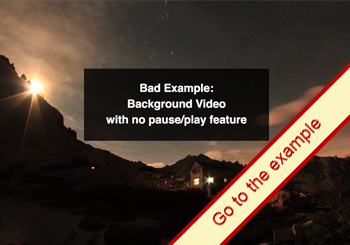 Bad Example:
Background Video
with no pause/play feature
Go to the example